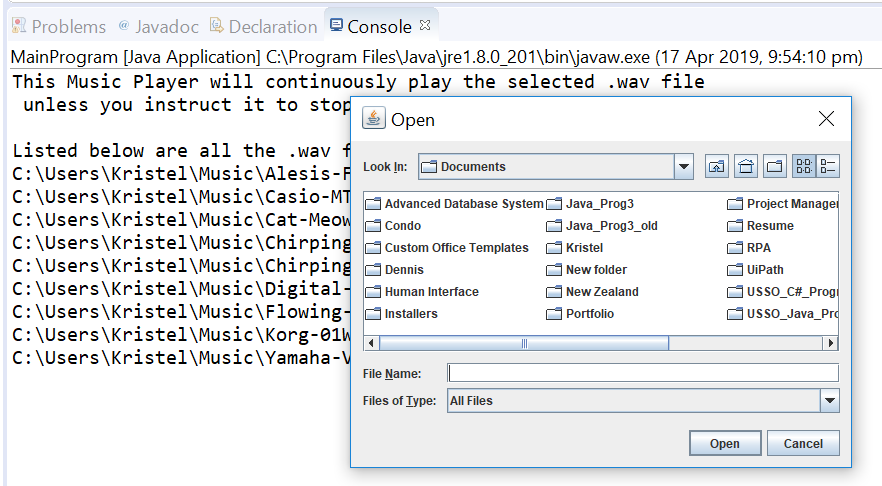 Problems @ Javadoc Declaration Console
MainProgram [Java Application] C:\Program Files\Java\jre1.8.0_201\bin\javaw.exe (17 Apr 2019, 9:54:10 pm)
This Music Player will continuously play the selected .wav file
unless you instruct it to stop
Listed below are all the .wav f
C:\Users\Kristel\Music\Alesis-F
C:\Users\Kristel\Music\Casio-MT
C:\Users\Kristel\Music\Cat-Meow
C:\Users\Kristel\Music\Chirping
C:\Users\Kristel\Music\Chirping
C:\Users\Kristel\Music\Digital-
C:\Users\Kristel\Music\Flowing-
C:\Users\Kristel\Music\Korg-01W
C:\Users\Kristel\Music\Yamaha-V
Open
Look In: Documents
Advanced Database System Java_Prog3 Project Manager
Condo Java_Prog3_old Resume
Custom Office Templates Kristel RPA
Dennis New folder UiPath
Human Interface New Zealand USSO_C#_Prog
Installers Portfolio USSO_Java_Pro
File Name:
Files of Type: All Files
Open Cancel